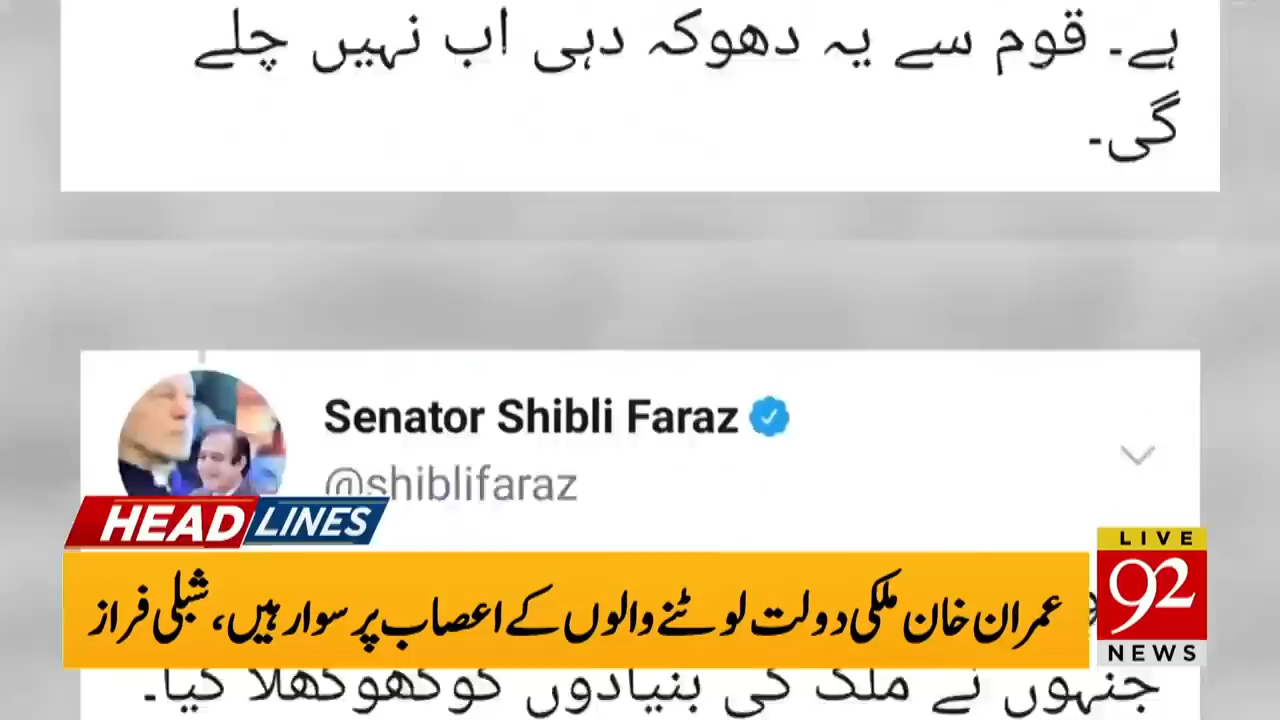 ہے۔ قوم سے یہ دھوکہ دہی اب نہیں چلے
گی۔
Senator Shibli Faraz
@shiblifaraz
HEADLINES
عمران خان ملکی دولت لوٹنے والوں کے اعصاب پر سوار ہیں، شبلی فراز
LIVE
92
NEWS
جنہوں نے ملک کی بنیادوں کو کھوکھلا کیا۔